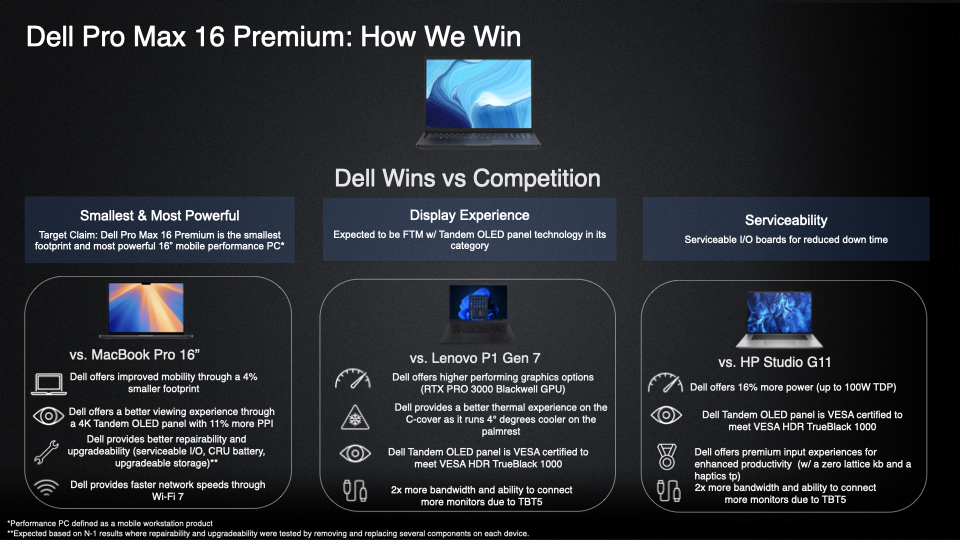 Dell Pro Max 16 Premium: How We Win
Dell Wins vs Competition
Smallest & Most Powerful
Target Claim: Dell Pro Max 16 Premium is the smallest
footprint and most powerful 16” mobile performance PC*
Display Experience
Expected to be FTM w/ Tandem OLED panel technology in its
category
Serviceability
Serviceable I/O boards for reduced down time
vs. MacBook Pro 16”
Dell offers improved mobility through a 4%
smaller footprint
Dell offers a better viewing experience through
a 4K Tandem OLED panel with 11% more PPI
Dell provides better repairability and
upgradeability (serviceable I/O, CRU battery,
upgradeable storage)**
Dell provides faster network speeds through
Wi-Fi 7
vs. Lenovo P1 Gen 7
Dell offers higher performing graphics options
(RTX PRO 3000 Blackwell GPU)
Dell provides a better thermal experience on the
C-cover as it runs 4° degrees cooler on the
palmrest
Dell Tandem OLED panel is VESA certified to
meet VESA HDR TrueBlack 1000
2x more bandwidth and ability to connect
more monitors due to TBT5
vs. HP Studio G11
Dell offers 16% more power (up to 100W TDP)
Dell Tandem OLED panel is VESA certified to
meet VESA HDR TrueBlack 1000
Dell offers premium input experiences for
enhanced productivity (w/ a zero lattice kb and a
haptics tp)
2x more bandwidth and ability to connect
more monitors due to TBT5
*Performance PC defined as a mobile workstation product
**Expected based on N-1 results where repairability and upgradeability were tested by removing and replacing several components on each device.